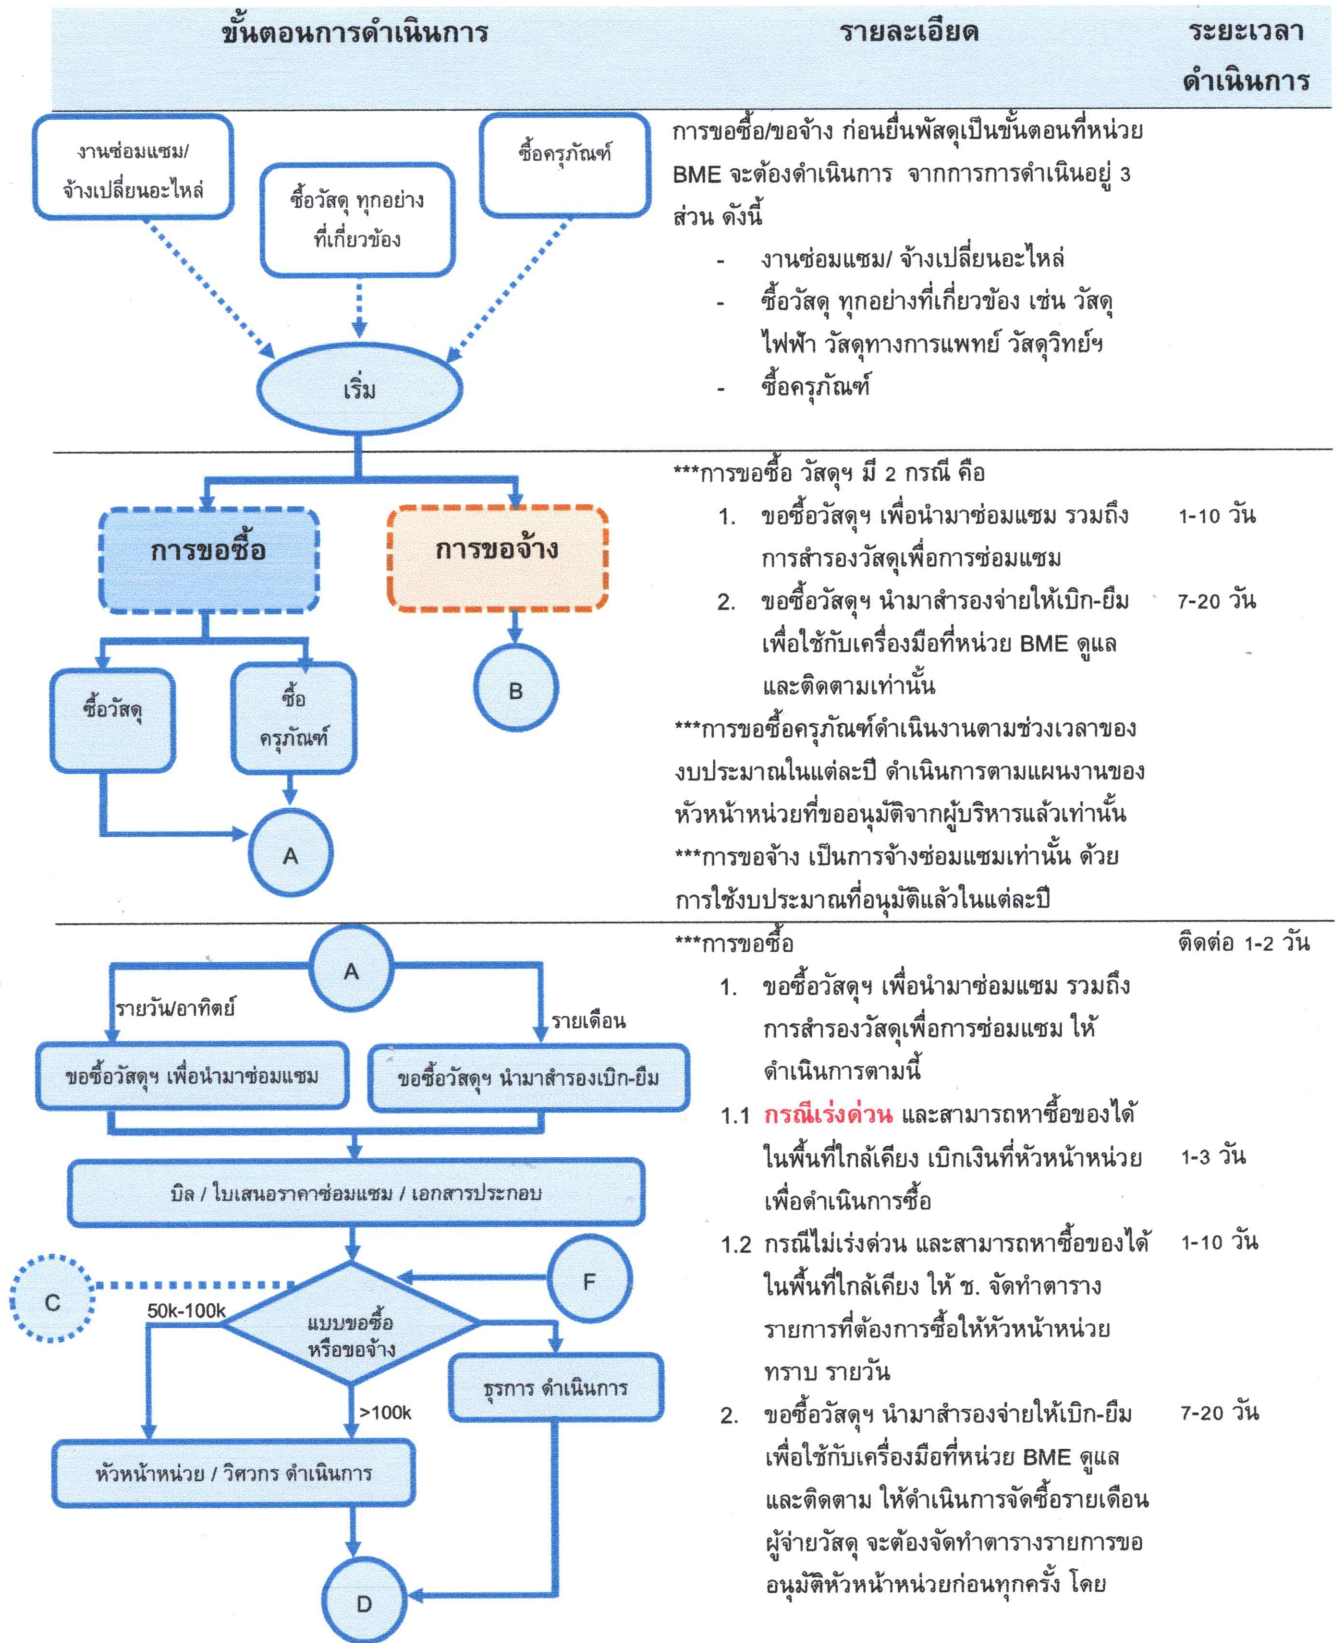 ขั้นตอนการดำเนินการ
รายละเอียด
ระยะเวลา
ดำเนินการ
งานซ่อมแซม/
จ้างเปลี่ยนอะไหล่
ซื้อวัสดุ ทุกอย่าง
ที่เกี่ยวข้อง
ซื้อครุภัณฑ์
เริ่ม
การขอซื้อ/ขอจ้าง ก่อนยื่นพัสดุเป็นขั้นตอนที่หน่วย
BME จะต้องดำเนินการ จากการการดำเนินอยู่ 3
ส่วน ดังนี้
- งานซ่อมแซม/ จ้างเปลี่ยนอะไหล่
- ซื้อวัสดุ ทุกอย่างที่เกี่ยวข้อง เช่น วัสดุ
ไฟฟ้า วัสดุทางการแพทย์ วัสดุวิทย์ฯ
- ซื้อครุภัณฑ์
การขอซื้อ
การขอจ้าง
ซื้อวัสดุ
ซื้อ
ครุภัณฑ์
B
A
***การขอซื้อ วัสดุฯ มี 2 กรณี คือ
1. ขอซื้อวัสดุฯ เพื่อนำมาซ่อมแซม รวมถึง 1-10 วัน
การสำรองวัสดุเพื่อการซ่อมแซม
2. ขอซื้อวัสดุฯ นำมาสำรองจ่ายให้เบิก-ยืม 7-20 วัน
เพื่อใช้กับเครื่องมือที่หน่วย BME ดูแล
และติดตามเท่านั้น
***การขอซื้อครุภัณฑ์ดำเนินงานตามช่วงเวลาของ
งบประมาณในแต่ละปี ดำเนินการตามแผนงานของ
หัวหน้าหน่วยที่ขออนุมัติจากผู้บริหารแล้วเท่านั้น
***การขอจ้าง เป็นการจ้างซ่อมแซมเท่านั้น ด้วย
การใช้งบประมาณที่อนุมัติแล้วในแต่ละปี
A
รายวัน/อาทิตย์
รายเดือน
ขอซื้อวัสดุฯ เพื่อนำมาซ่อมแซม
ขอซื้อวัสดุฯ นำมาสำรองเบิก-ยืม
บิล / ใบเสนอราคาซ่อมแซม / เอกสารประกอบ
C
F
50k-100k
แบบขอซื้อ
หรือขอจ้าง
>100k
ธุรการ ดำเนินการ
หัวหน้าหน่วย / วิศวกร ดำเนินการ
D
***การขอซื้อ ติดต่อ 1-2 วัน
1. ขอซื้อวัสดุฯ เพื่อนำมาซ่อมแซม รวมถึง
การสำรองวัสดุเพื่อการซ่อมแซม ให้
ดำเนินการตามนี้
1.1 กรณีเร่งด่วน และสามารถหาซื้อของได้
ในพื้นที่ใกล้เคียง เบิกเงินที่หัวหน้าหน่วย 1-3 วัน
เพื่อดำเนินการซื้อ
1.2 กรณีไม่เร่งด่วน และสามารถหาซื้อของได้ 1-10 วัน
ในพื้นที่ใกล้เคียง ให้ ช. จัดทำตาราง
รายการที่ต้องการซื้อให้หัวหน้าหน่วย
ทราบ รายวัน
2. ขอซื้อวัสดุฯ นำมาสำรองจ่ายให้เบิก-ยืม 7-20 วัน
เพื่อใช้กับเครื่องมือที่หน่วย BME ดูแล
และติดตาม ให้ดำเนินการจัดซื้อรายเดือน
ผู้จ่ายวัสดุ จะต้องจัดทำตารางรายการขอ
อนุมัติหัวหน้าหน่วยก่อนทุกครั้ง โดย